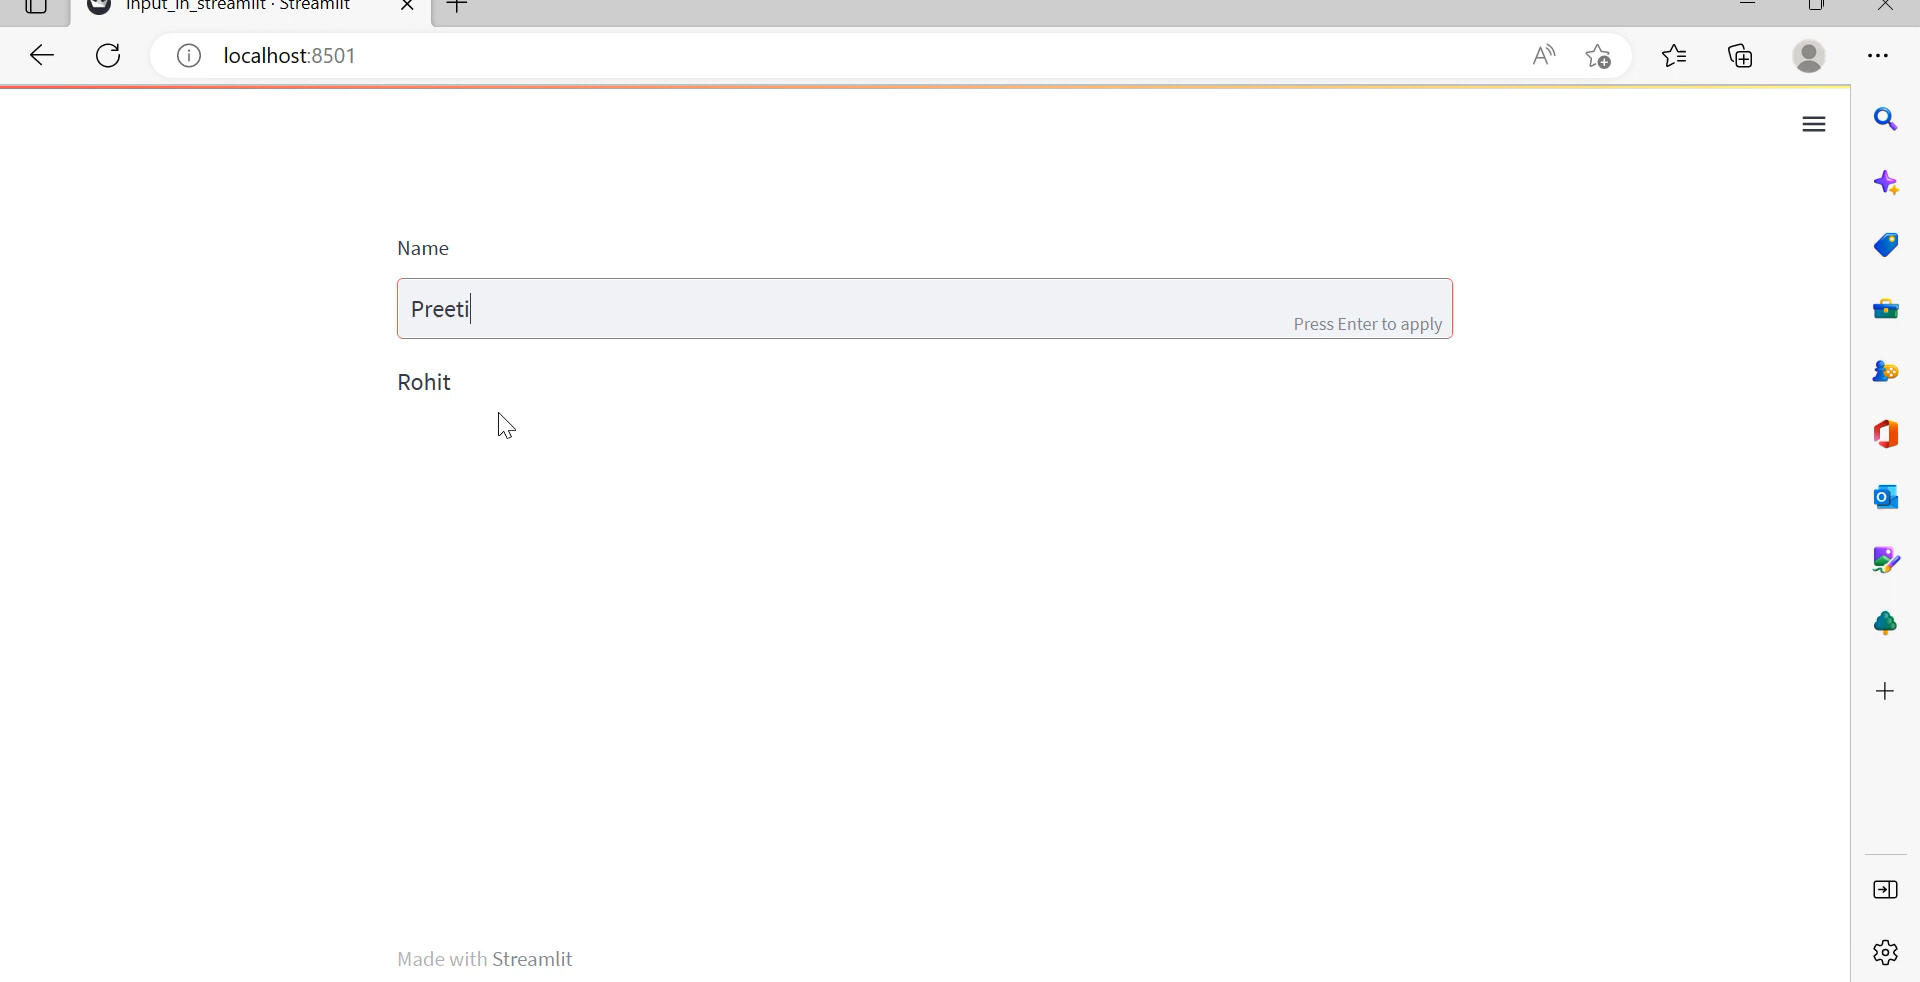 input_in_streamlit · Streamlit
localhost:8501
Name
Preeti
Press Enter to apply
Rohit
Made with Streamlit